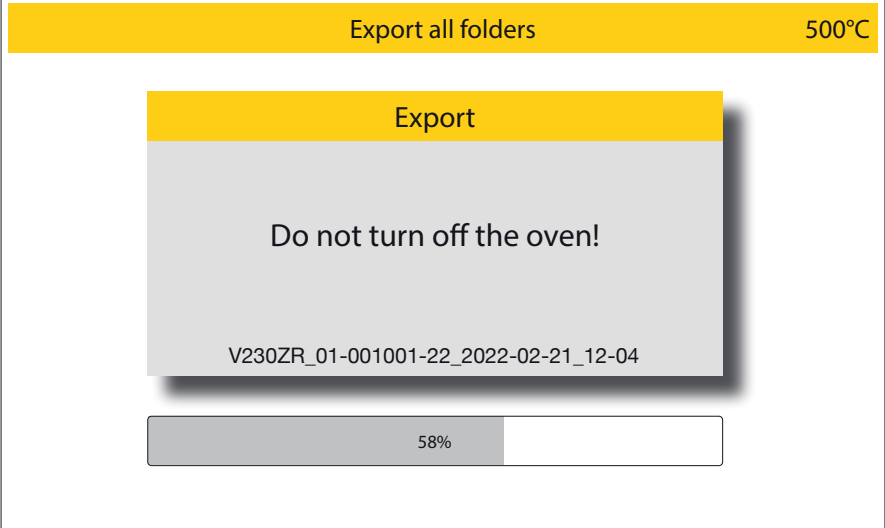 Export all folders 500°C
Export
Do not turn off the oven!
V230ZR_01-001001-22_2022-02-21_12-04
58%